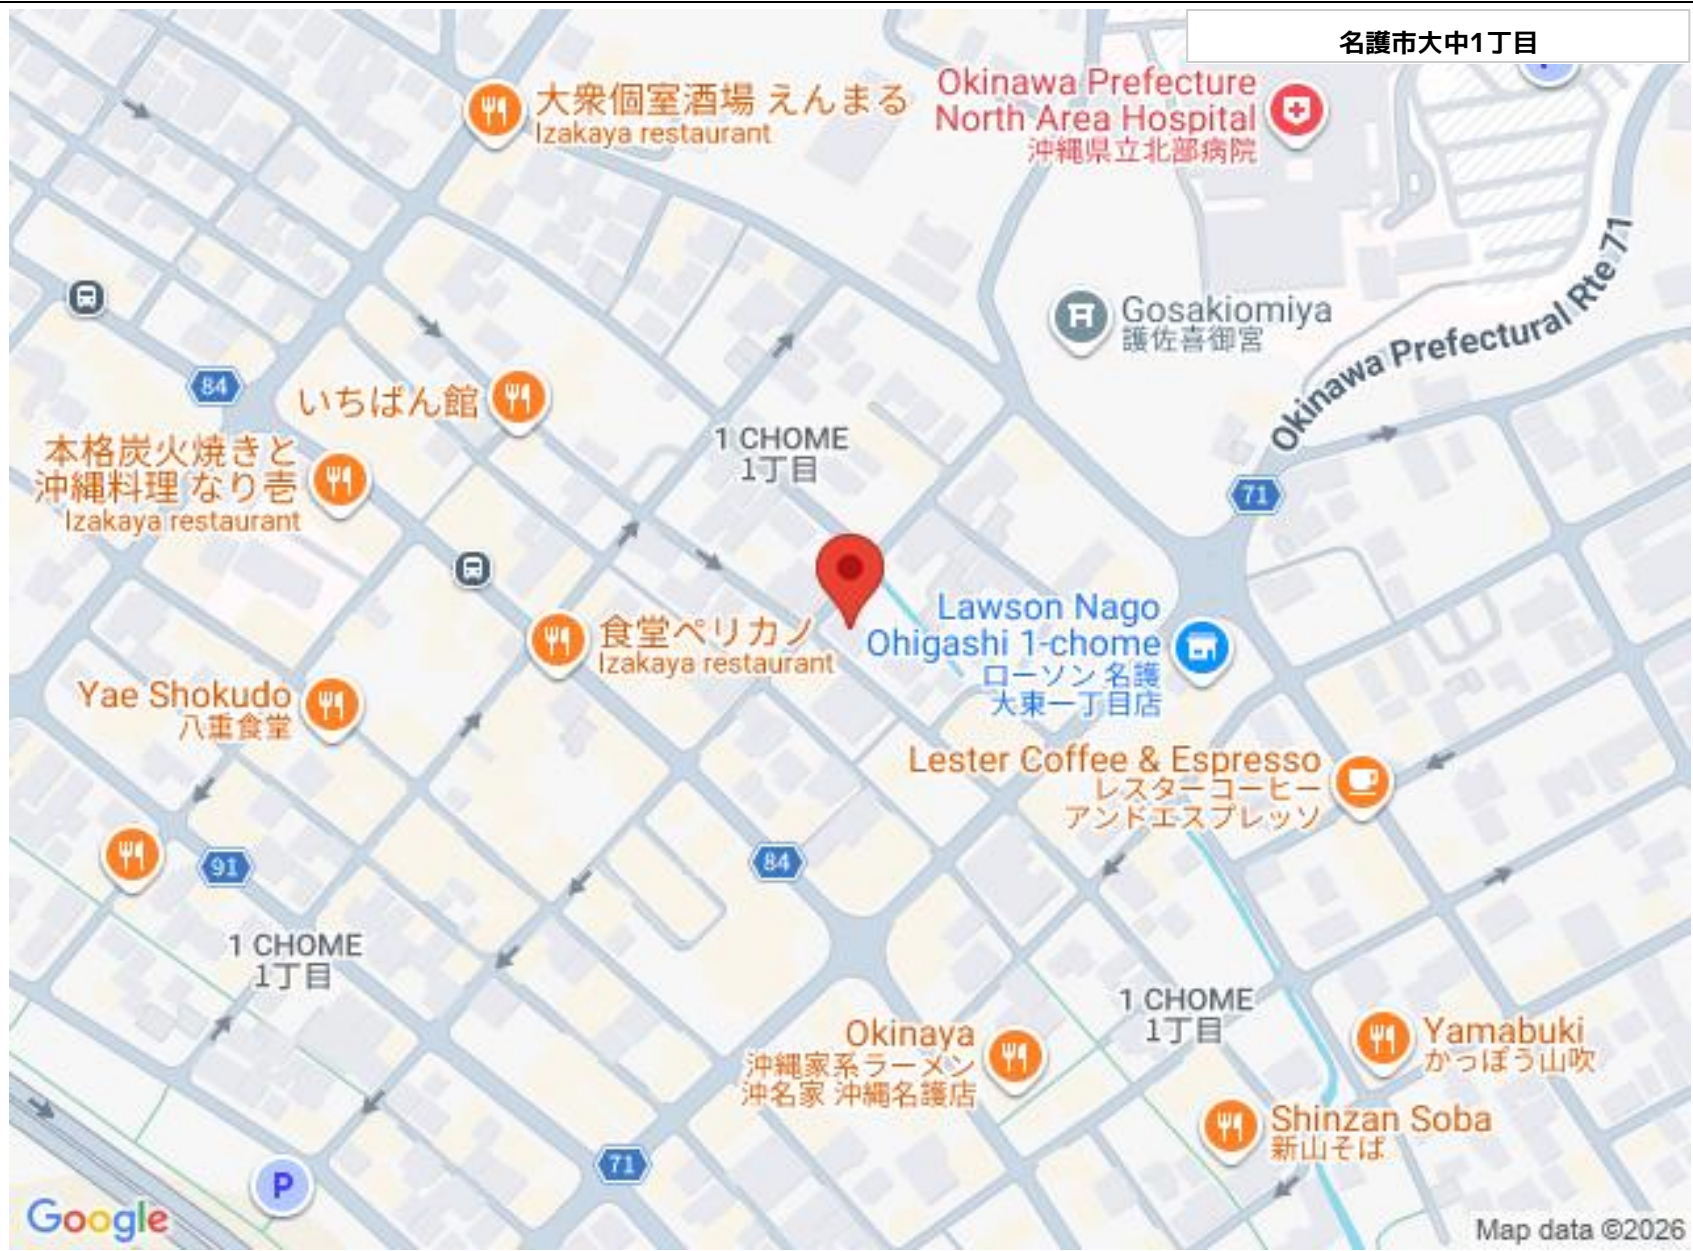 名護市大中1丁目
大衆個室酒場 えんまる
Izakaya restaurant
Okinawa Prefecture
North Area Hospital
沖縄県立北部病院
Gosakiomiya
護佐喜御宮
Okinawa Prefectural Rte 71
84
いちばん館
本格炭火焼きと
沖縄料理 なり壱
Izakaya restaurant
1 CHOME
1丁目
71
食堂ペリカノ
Izakaya restaurant
Lawson Nago
Ohigashi 1-chome
ローソン 名護
大東一丁目店
Yae Shokudo
八重食堂
Lester Coffee & Espresso
レスターコーヒー
アンドエスプレッソ
91
84
1 CHOME
1丁目
1 CHOME
1丁目
Okinaya
沖縄家系ラーメン
沖名家 沖縄名護店
Yamabuki
かっぽう山吹
Shinzan Soba
新山そば
71
P
Google
Map data ©2026